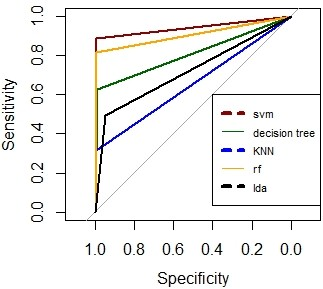 Sensitivity
1.0
0.8
0.6
0.4
0.2
0.0
svm
decision tree
KNN
rf
lda
1.0 0.8 0.6 0.4 0.2 0.0
Specificity